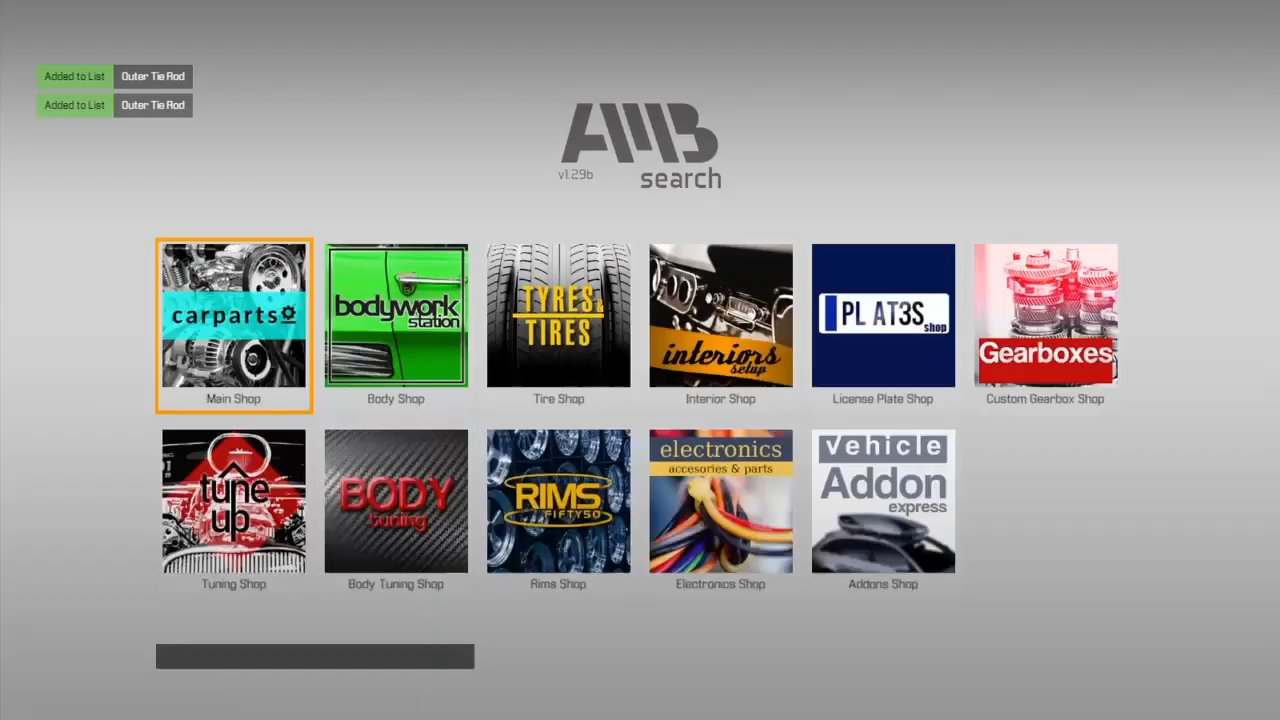 Added to List Outer Tie Rod
Added to List Outer Tie Rod
AMB
v1.29b
search
carparts
bodywork
station
TYRES&
TIRES
interiors
setup
PL AT3S
shop
Gearboxes
Main Shop
Body Shop
Tire Shop
Interior Shop
License Plate Shop
Custom Gearbox Shop
tune
up
BODY
tuning
RIMS
FIFTY50
electronics
accesories & parts
vehicle
Addon
express
Tuning Shop
Body Tuning Shop
Rims Shop
Electronics Shop
Addons Shop